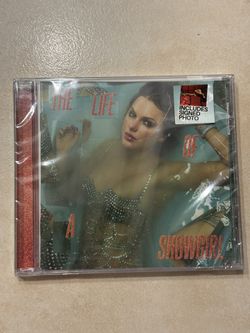 THE LIFE
OF
A
SHOWGIRL
INCLUDES
SIGNED
PHOTO